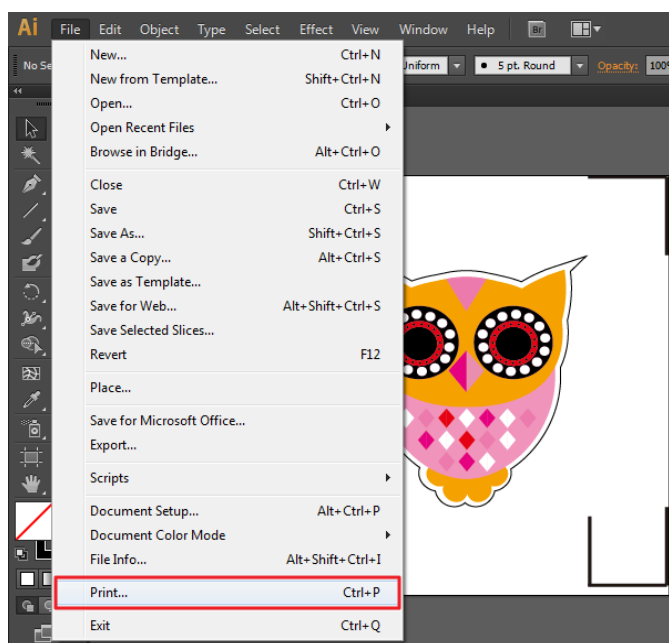 Ai File Edit Object Type Select Effect View Window Help Br
No Se Uniform 5 pt. Round Opacity: 100%
New... Ctrl+N
New from Template... Shift+Ctrl+N
Open... Ctrl+O
Open Recent Files
Browse in Bridge... Alt+Ctrl+O
Close Ctrl+W
Save Ctrl+S
Save As... Shift+Ctrl+S
Save a Copy... Alt+Ctrl+S
Save as Template...
Save for Web... Alt+Shift+Ctrl+S
Save Selected Slices...
Revert F12
Place...
Save for Microsoft Office...
Export...
Scripts
Document Setup... Alt+Ctrl+P
Document Color Mode
File Info... Alt+Shift+Ctrl+I
Print... Ctrl+P
Exit Ctrl+Q